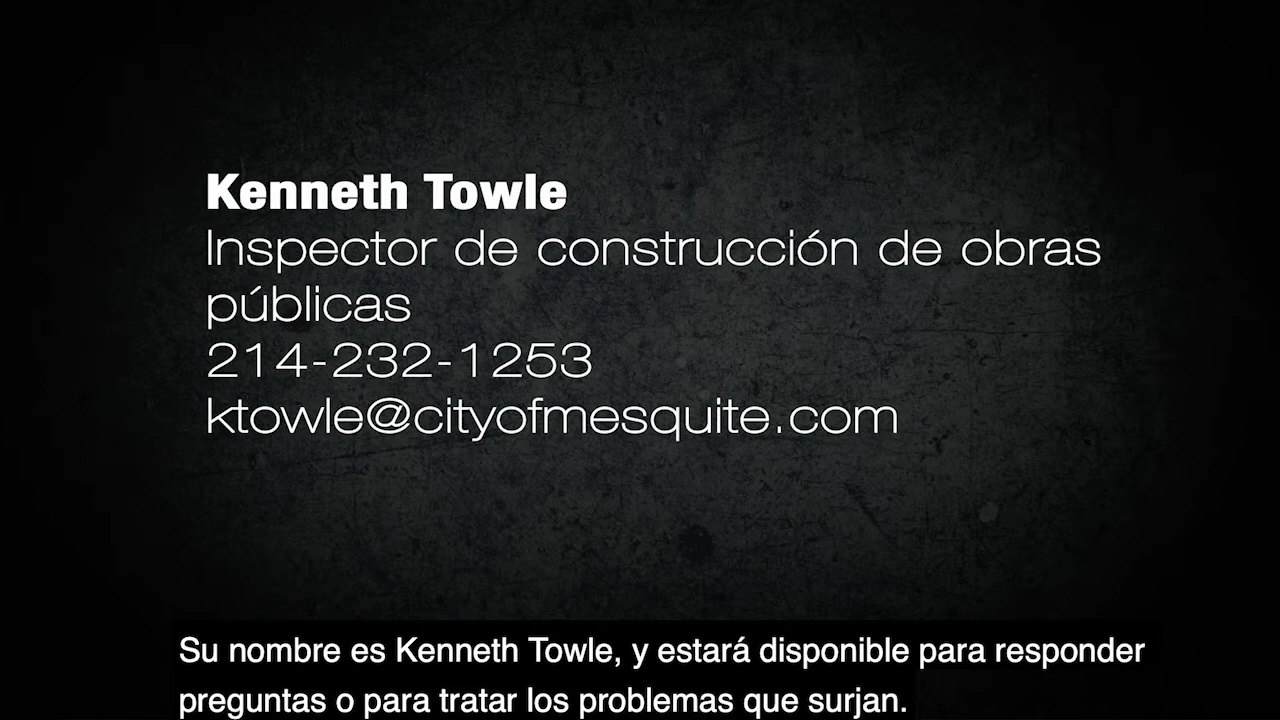 Kenneth Towle
Inspector de construcción de obras
públicas
214-232-1253
ktowle@cityofmesquite.com
Su nombre es Kenneth Towle, y estará disponible para responder
preguntas o para tratar los problemas que surjan.